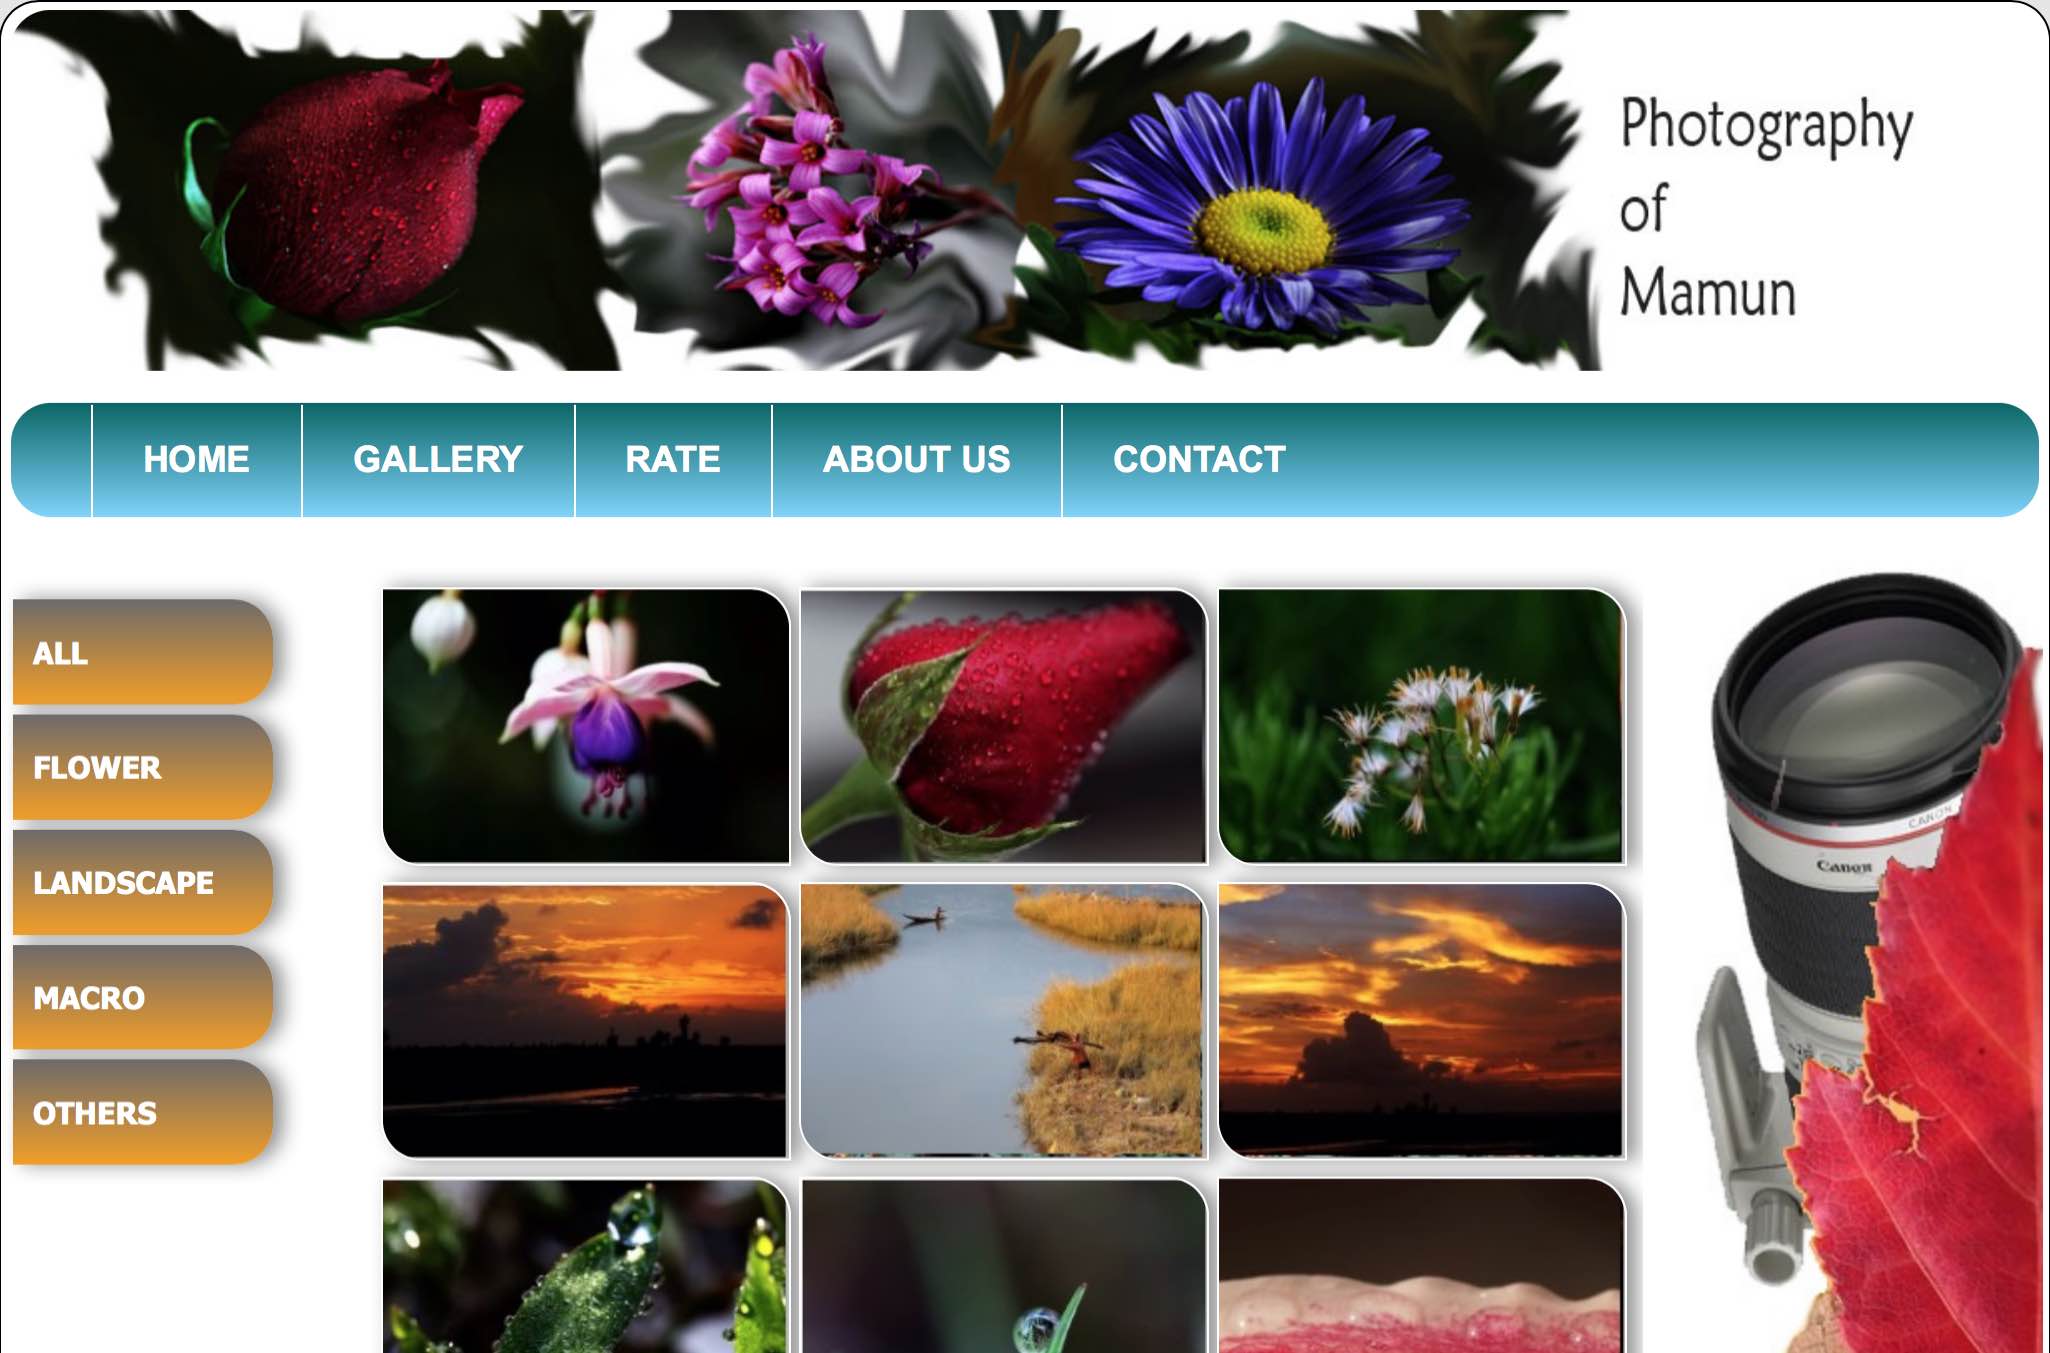 Photography
of
Mamun
HOME GALLERY RATE ABOUT US CONTACT
ALL
FLOWER
LANDSCAPE
MACRO
OTHERS
CANON
Canon